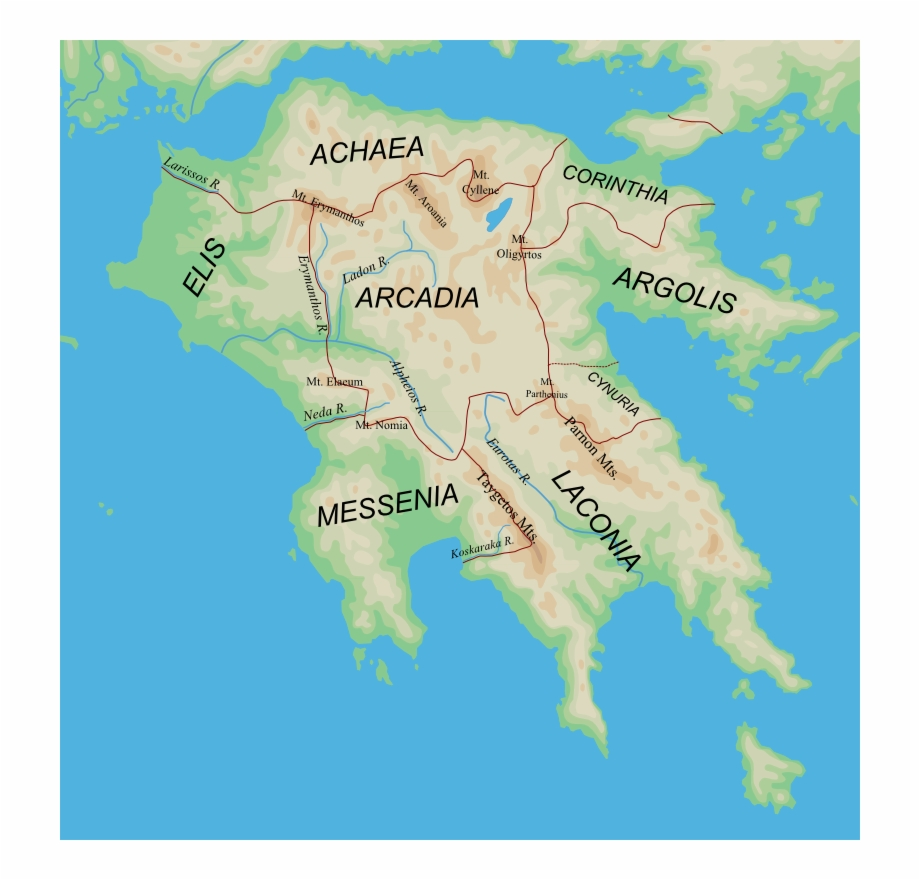 ACHAEA
Larissos R.
CORINTHIA
Mt.
Cyllene
Mt. Aroania
Mt. Erymanthos
Mt.
Oligyrtos
ELIS
Erymanthos R.
Ladon R.
ARCADIA
ARGOLIS
Mt. Elaeum
Alpheios R.
Mt.
Parthenius
CYNURIA
Neda R.
Mt. Nomia
Parnon Mts.
Eurotas R.
MESSENIA
Taygetos Mts.
LACONIA
Koskaraka R.